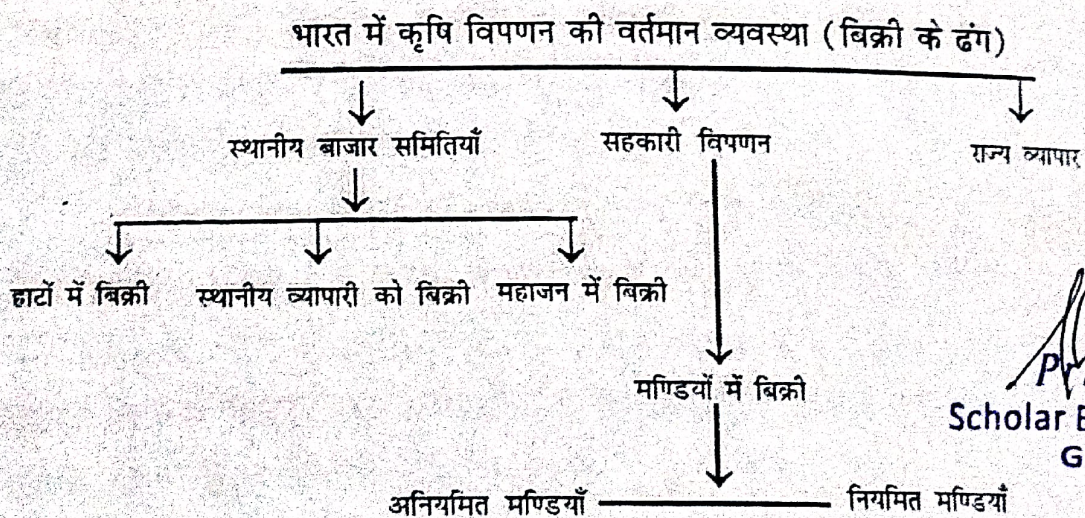 भारत में कृषि विपणन की वर्तमान व्यवस्था (बिक्री के ढंग)
स्थानीय बाजार समितियाँ
सहकारी विपणन
राज्य व्यापार
हाटों में बिक्री
स्थानीय व्यापारी को बिक्री
महाजन में बिक्री
मण्डियों में बिक्री
Scholar
अनियमित मण्डियाँ
नियमित मण्डियाँ